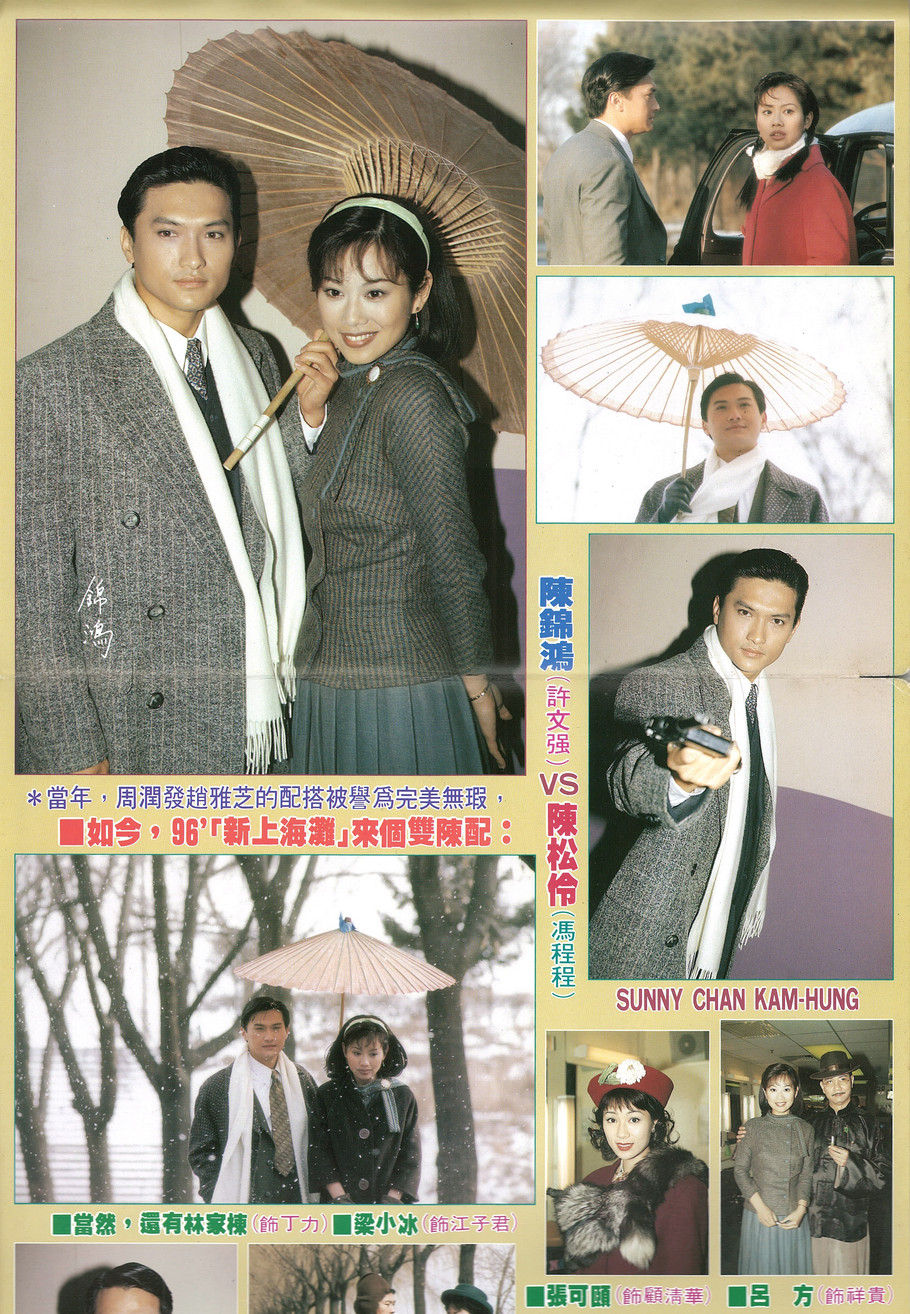 錦
鴻
＊當年，周潤發趙雅芝的配搭被譽為完美無瑕，
■如今，96'「新上海灘」來個雙陳配：
陳錦鴻(許文强)VS陳松伶(馮程程)
SUNNY CHAN KAM-HUNG
■當然，還有林家棟(飾丁力)■梁小冰(飾江子君)
■張可頤(飾顧清華)
■呂　方(飾祥貴)